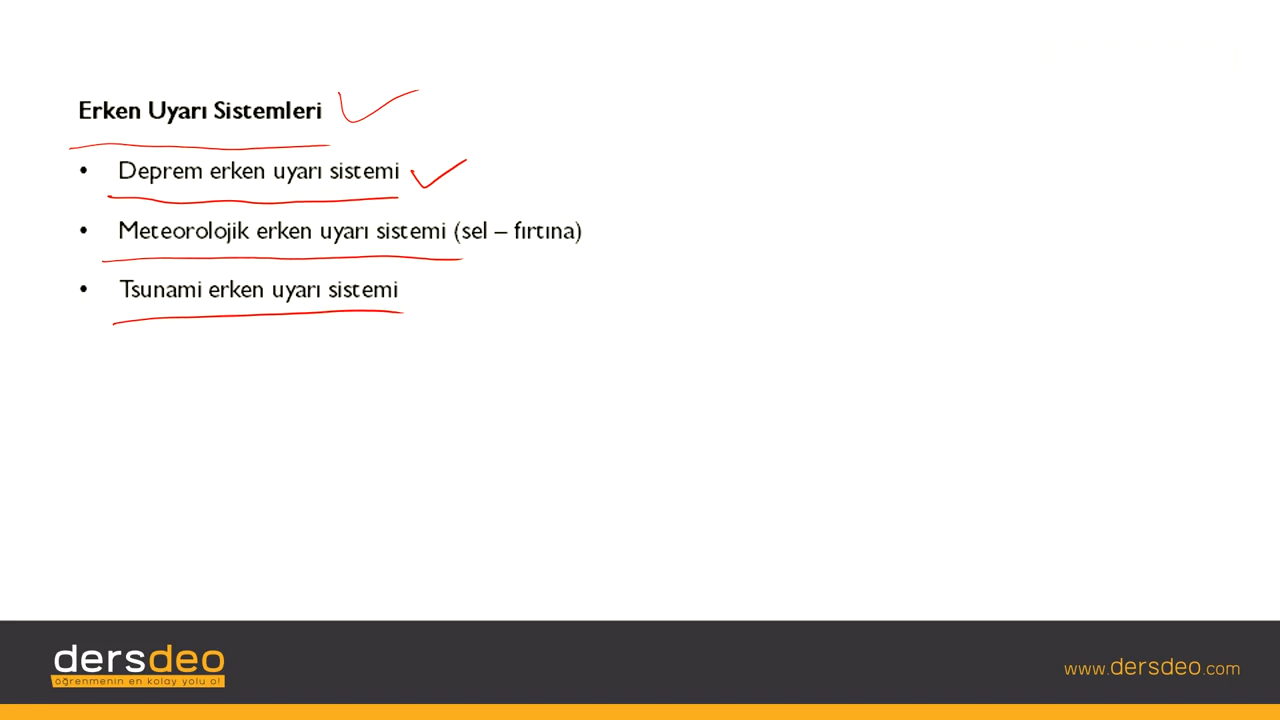 Erken Uyarı Sistemleri
• Deprem erken uyarı sistemi
• Meteorolojik erken uyarı sistemi (sel – fırtına)
• Tsunami erken uyarı sistemi
dersdeo
öğrenmenin en kolay yolu o!
www.dersdeo.com